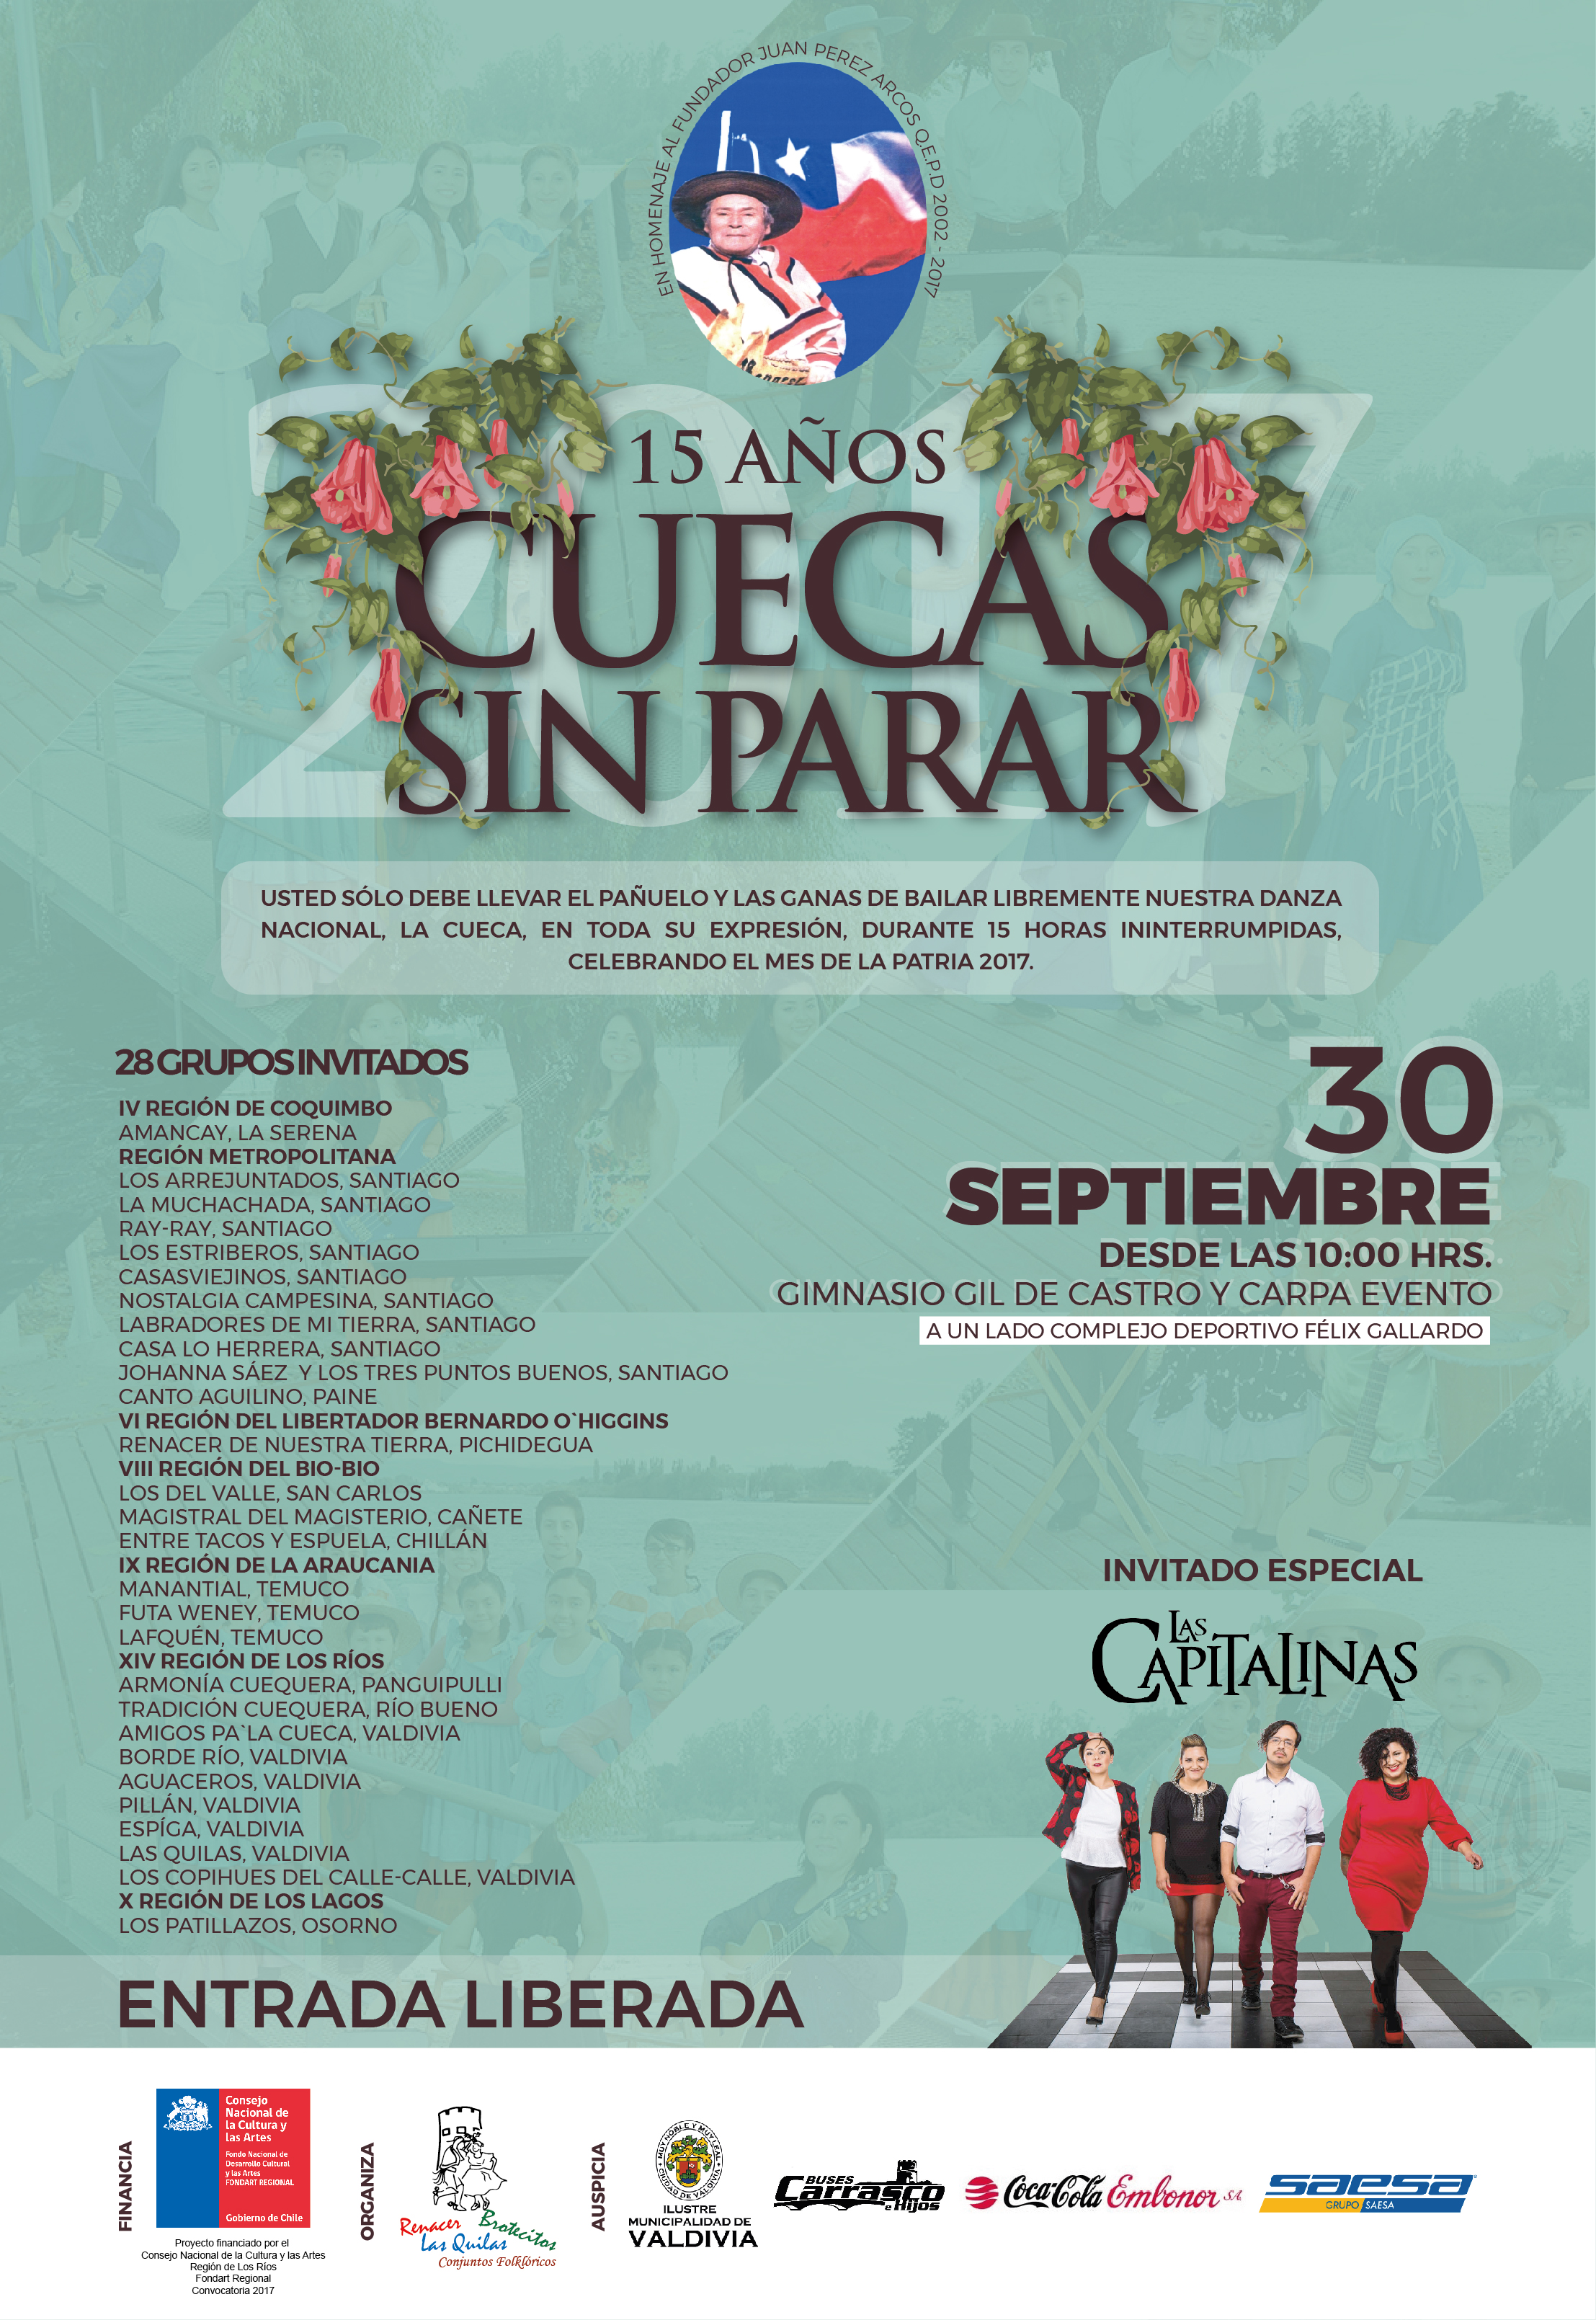 EN HOMENAJE AL FUNDADOR JUAN PEREZ ARCOS Q.E.P.D 2002 - 2017
2017
15 AÑOS
CUECAS
SIN PARAR
USTED SÓLO DEBE LLEVAR EL PAÑUELO Y LAS GANAS DE BAILAR LIBREMENTE NUESTRA DANZA
NACIONAL, LA CUECA, EN TODA SU EXPRESIÓN, DURANTE 15 HORAS ININTERRUMPIDAS,
CELEBRANDO EL MES DE LA PATRIA 2017.
28 GRUPOS INVITADOS
IV REGIÓN DE COQUIMBO
AMANCAY, LA SERENA
REGIÓN METROPOLITANA
LOS ARREJUNTADOS, SANTIAGO
LA MUCHACHADA, SANTIAGO
RAY-RAY, SANTIAGO
LOS ESTRIBEROS, SANTIAGO
CASASVIEJINOS, SANTIAGO
NOSTALGIA CAMPESINA, SANTIAGO
LABRADORES DE MI TIERRA, SANTIAGO
CASA LO HERRERA, SANTIAGO
JOHANNA SÁEZ  Y LOS TRES PUNTOS BUENOS, SANTIAGO
CANTO AGUILINO, PAINE
VI REGIÓN DEL LIBERTADOR BERNARDO O`HIGGINS
RENACER DE NUESTRA TIERRA, PICHIDEGUA
VIII REGIÓN DEL BIO-BIO
LOS DEL VALLE, SAN CARLOS
MAGISTRAL DEL MAGISTERIO, CAÑETE
ENTRE TACOS Y ESPUELA, CHILLÁN
IX REGIÓN DE LA ARAUCANIA
MANANTIAL, TEMUCO
FUTA WENEY, TEMUCO
LAFQUÉN, TEMUCO
XIV REGIÓN DE LOS RÍOS
ARMONÍA CUEQUERA, PANGUIPULLI
TRADICIÓN CUEQUERA, RÍO BUENO
AMIGOS PA`LA CUECA, VALDIVIA
BORDE RÍO, VALDIVIA
AGUACEROS, VALDIVIA
PILLÁN, VALDIVIA
ESPÍGA, VALDIVIA
LAS QUILAS, VALDIVIA
LOS COPIHUES DEL CALLE-CALLE, VALDIVIA
X REGIÓN DE LOS LAGOS
LOS PATILLAZOS, OSORNO
30
SEPTIEMBRE
DESDE LAS 10:00 HRS.
GIMNASIO GIL DE CASTRO Y CARPA EVENTO
A UN LADO COMPLEJO DEPORTIVO FÉLIX GALLARDO
INVITADO ESPECIAL
LAS
CAPITALINAS
ENTRADA LIBERADA
FINANCIA
Consejo
Nacional de
la Cultura y
las Artes
Fondo Nacional de
Desarrollo Cultural
y las Artes
FONDART REGIONAL
Gobierno de Chile
Proyecto financiado por el
Consejo Nacional de la Cultura y las Artes
Región de Los Ríos
Fondart Regional
Convocatoria 2017
ORGANIZA
Renacer Brotecitos
Las Quilas
Conjuntos Folklóricos
AUSPICIA
MUY NOBLE Y MUY LEAL
CIUDAD DE VALDIVIA
ILUSTRE
MUNICIPALIDAD DE
VALDIVIA
BUSES
Carrasco
e Hijos
Coca-Cola Embonor S.A.
saesa
GRUPO SAESA